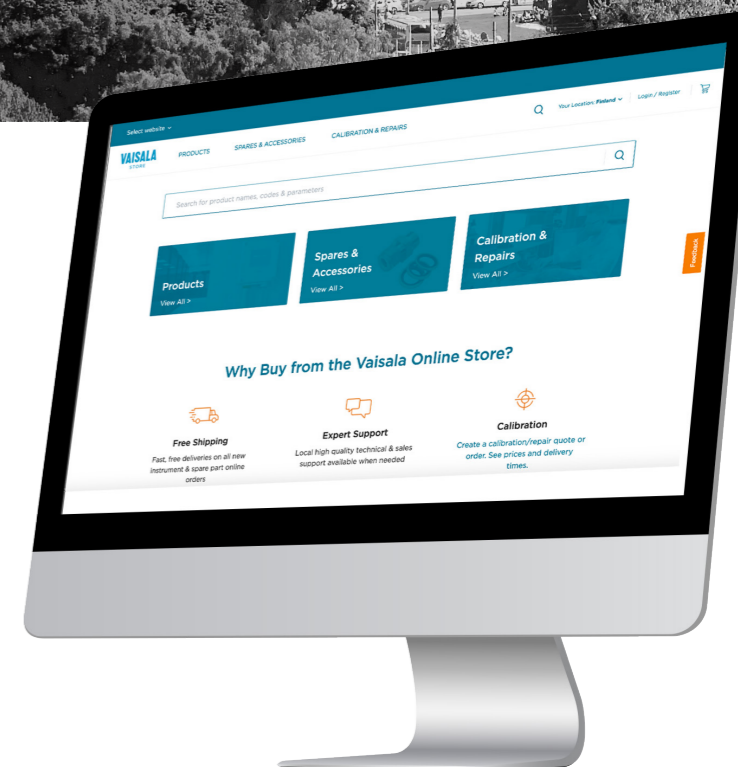 Select website
VAISALA
STORE
PRODUCTS
SPARES & ACCESSORIES
CALIBRATION & REPAIRS
Your Location: Finland
Login / Register
Search for product names, codes & parameters
Products
View All >
Spares &
Accessories
View All >
Calibration &
Repairs
View All >
Feedback
Why Buy from the Vaisala Online Store?
Free Shipping
Fast, free deliveries on all new
instrument & spare part online
orders
Expert Support
Local high quality technical & sales
support available when needed
Calibration
Create a calibration/repair quote or
order. See prices and delivery
times.